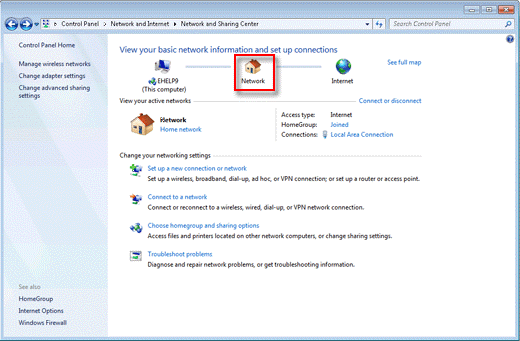 Control Panel ▸ Network and Internet ▸ Network and Sharing Center
Search Control Panel
Control Panel Home
Manage wireless networks
Change adapter settings
Change advanced sharing
settings
See also
HomeGroup
Internet Options
Windows Firewall
View your basic network information and set up connections
EHELP9
(This computer)
Network
Internet
See full map
View your active networks
Connect or disconnect
Network
Home network
Access type: Internet
HomeGroup: Joined
Connections: Local Area Connection
Change your networking settings
Set up a new connection or network
Set up a wireless, broadband, dial-up, ad hoc, or VPN connection; or set up a router or access point.
Connect to a network
Connect or reconnect to a wireless, wired, dial-up, or VPN network connection.
Choose homegroup and sharing options
Access files and printers located on other network computers, or change sharing settings.
Troubleshoot problems
Diagnose and repair network problems, or get troubleshooting information.